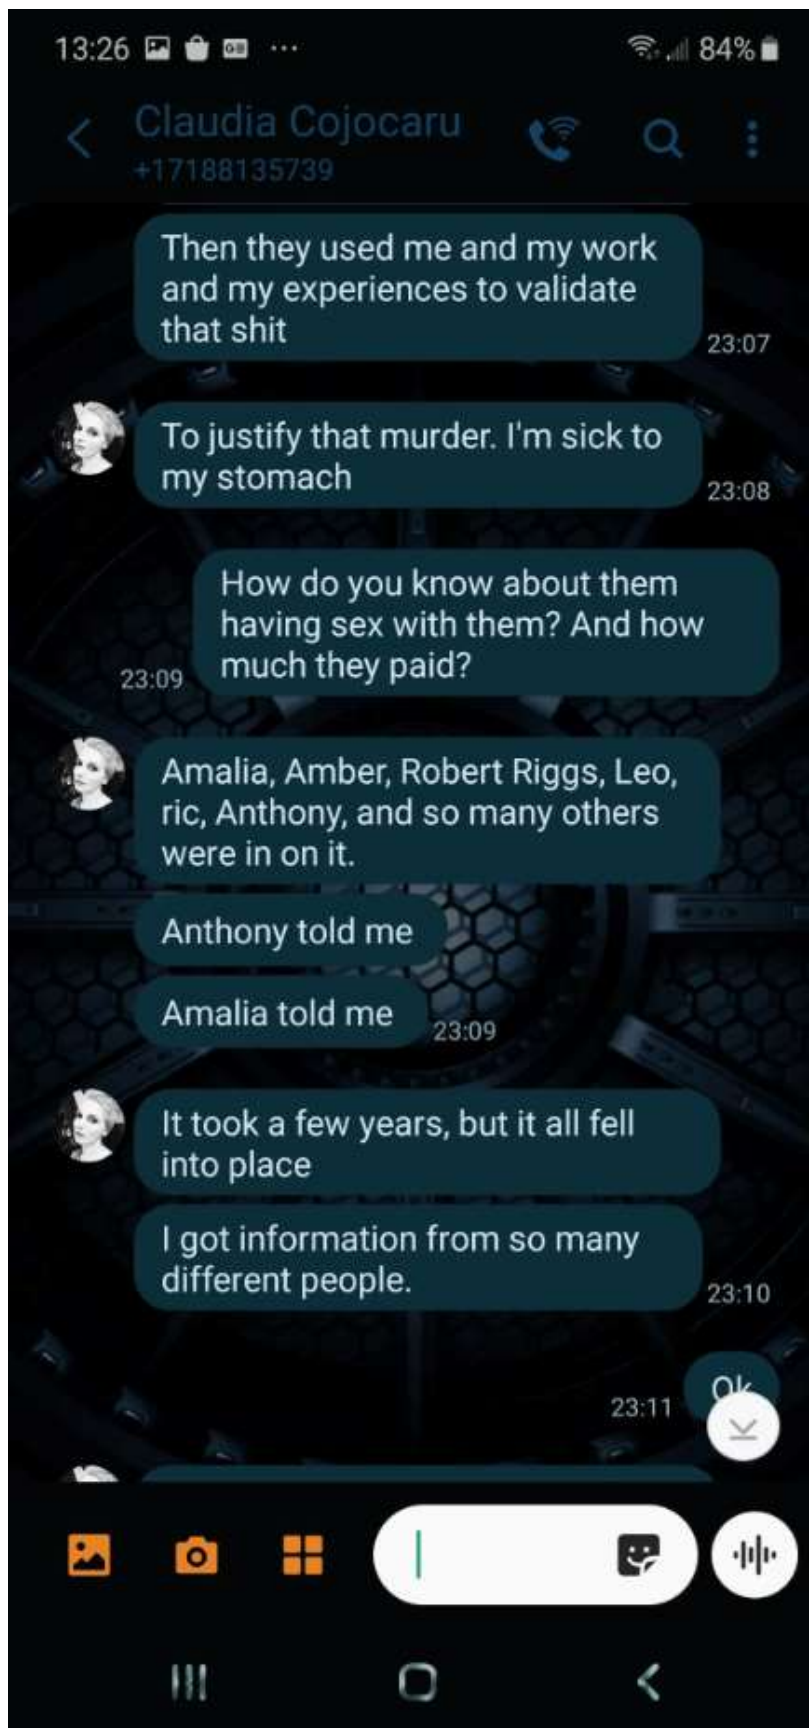 13:26
84%
Claudia Cojocaru
+17188135739
Then they used me and my work
and my experiences to validate
that shit
23:07
To justify that murder. I'm sick to
my stomach
23:08
How do you know about them
having sex with them? And how
much they paid?
23:09
Amalia, Amber, Robert Riggs, Leo,
ric, Anthony, and so many others
were in on it.
Anthony told me
Amalia told me
23:09
It took a few years, but it all fell
into place
I got information from so many
different people.
23:10
Ok
23:11